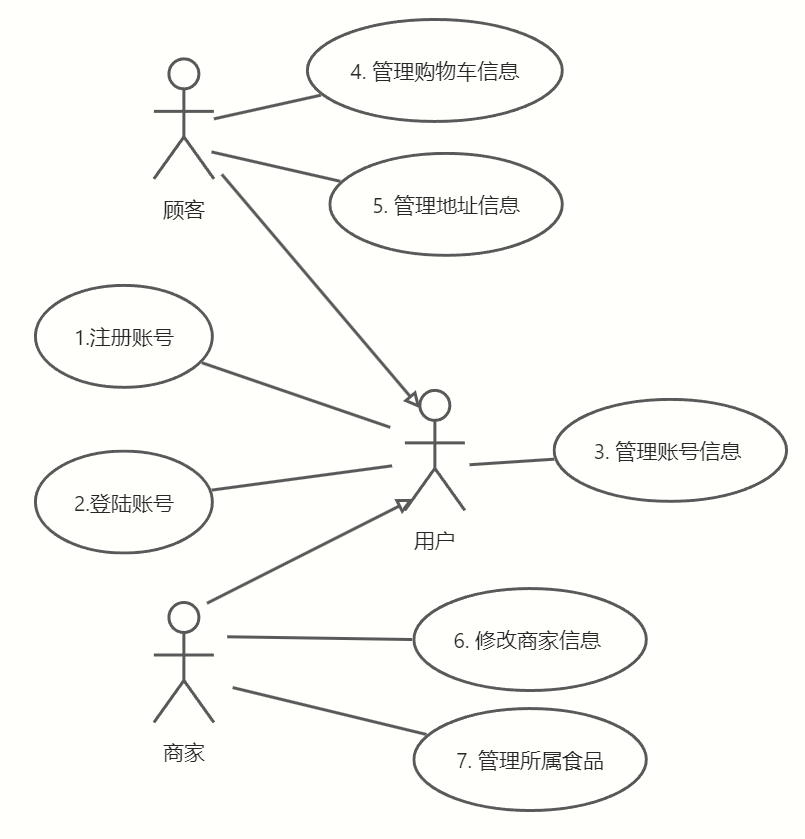 4. 管理购物车信息
5. 管理地址信息
顾客
1.注册账号
3. 管理账号信息
2.登陆账号
用户
6. 修改商家信息
商家
7. 管理所属食品